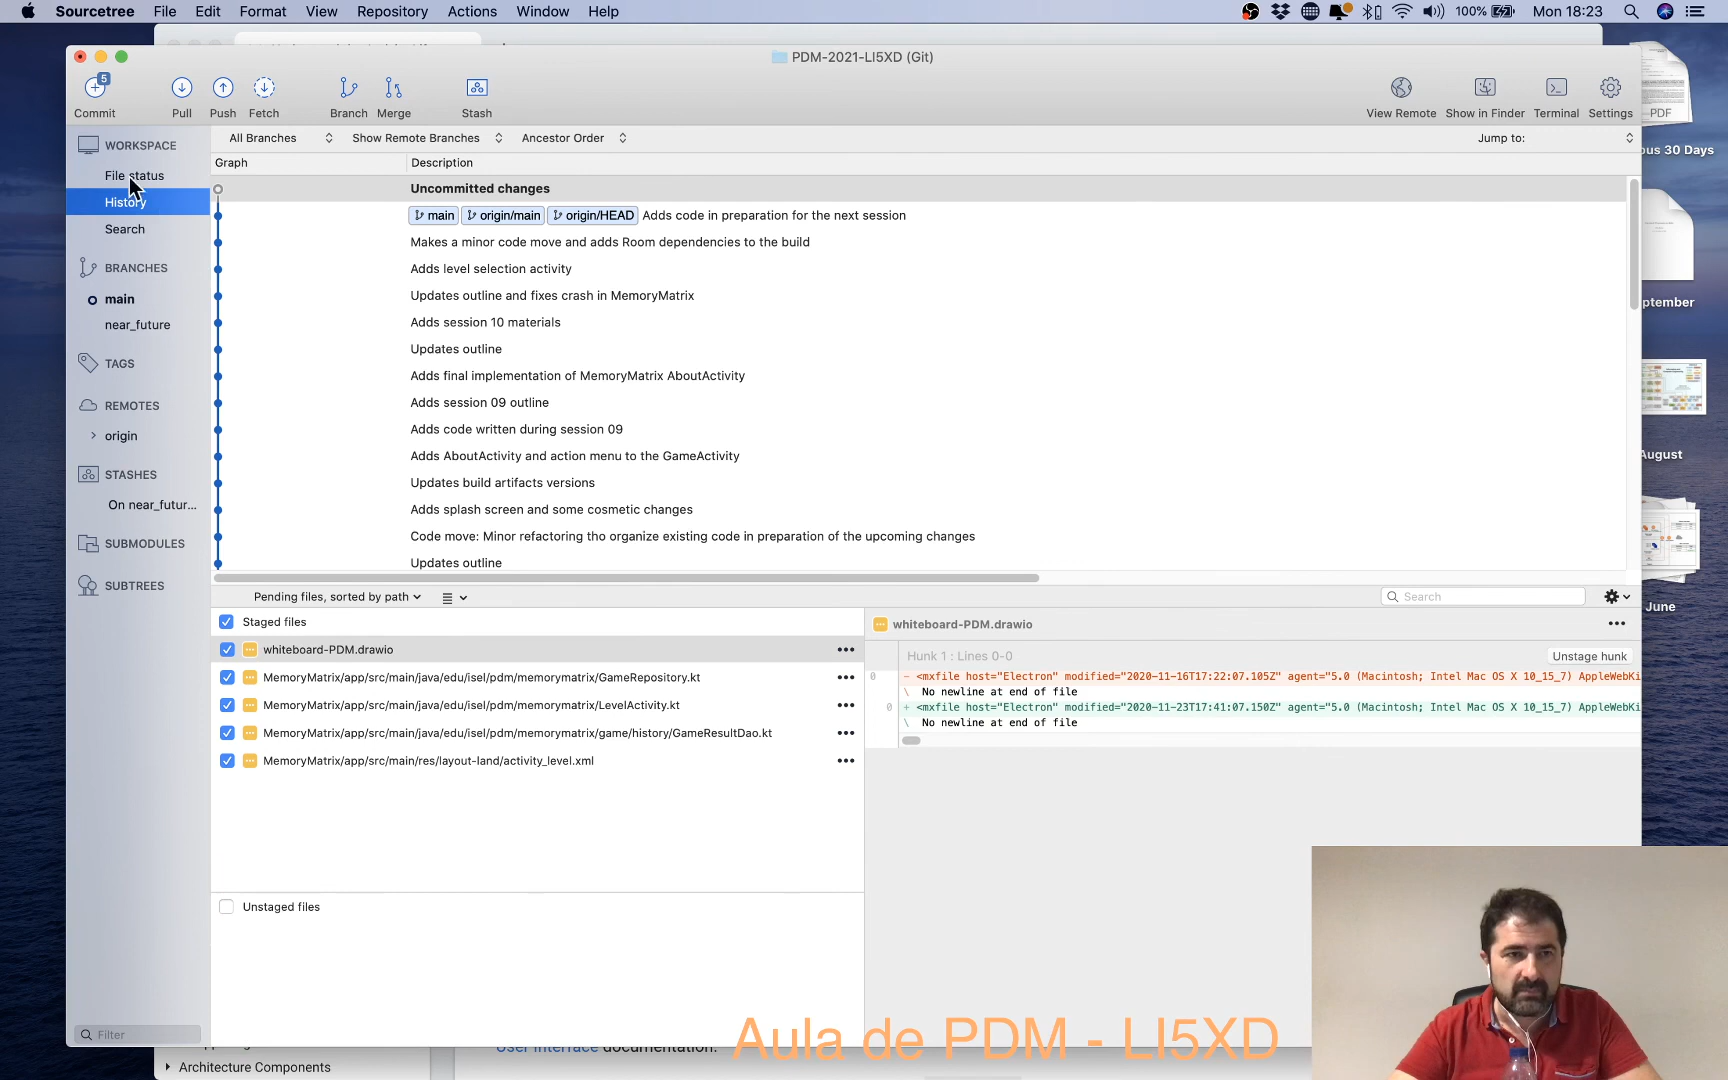 Sourcetree File Edit Format View Repository Actions Window Help 100% Mon 18:23
PDM-2021-LI5XD (Git)
5
Commit Pull Push Fetch Branch Merge Stash View Remote Show in Finder Terminal Settings
PDF
All Branches Show Remote Branches Ancestor Order Jump to:
WORKSPACE
File status
History
Search
BRANCHES
main
near_future
TAGS
REMOTES
origin
STASHES
On near_futur...
SUBMODULES
SUBTREES
Filter
Graph Description
Uncommitted changes
main origin/main origin/HEAD Adds code in preparation for the next session
Makes a minor code move and adds Room dependencies to the build
Adds level selection activity
Updates outline and fixes crash in MemoryMatrix
Adds session 10 materials
Updates outline
Adds final implementation of MemoryMatrix AboutActivity
Adds session 09 outline
Adds code written during session 09
Adds AboutActivity and action menu to the GameActivity
Updates build artifacts versions
Adds splash screen and some cosmetic changes
Code move: Minor refactoring tho organize existing code in preparation of the upcoming changes
Updates outline
Pending files, sorted by path Search
Staged files
whiteboard-PDM.drawio
MemoryMatrix/app/src/main/java/edu/isel/pdm/memorymatrix/GameRepository.kt
MemoryMatrix/app/src/main/java/edu/isel/pdm/memorymatrix/LevelActivity.kt
MemoryMatrix/app/src/main/java/edu/isel/pdm/memorymatrix/game/history/GameResultDao.kt
MemoryMatrix/app/src/main/res/layout-land/activity_level.xml
Unstaged files
whiteboard-PDM.drawio
Hunk 1 : Lines 0-0 Unstage hunk
0 - <mxfile host="Electron" modified="2020-11-16T17:22:07.105Z" agent="5.0 (Macintosh; Intel Mac OS X 10_15_7) AppleWebKi
\ No newline at end of file
0 + <mxfile host="Electron" modified="2020-11-23T17:41:07.150Z" agent="5.0 (Macintosh; Intel Mac OS X 10_15_7) AppleWebKi
\ No newline at end of file
ous 30 Days
ptember
August
June
User Interface documentation.
Architecture Components
Aula de PDM - LI5XD